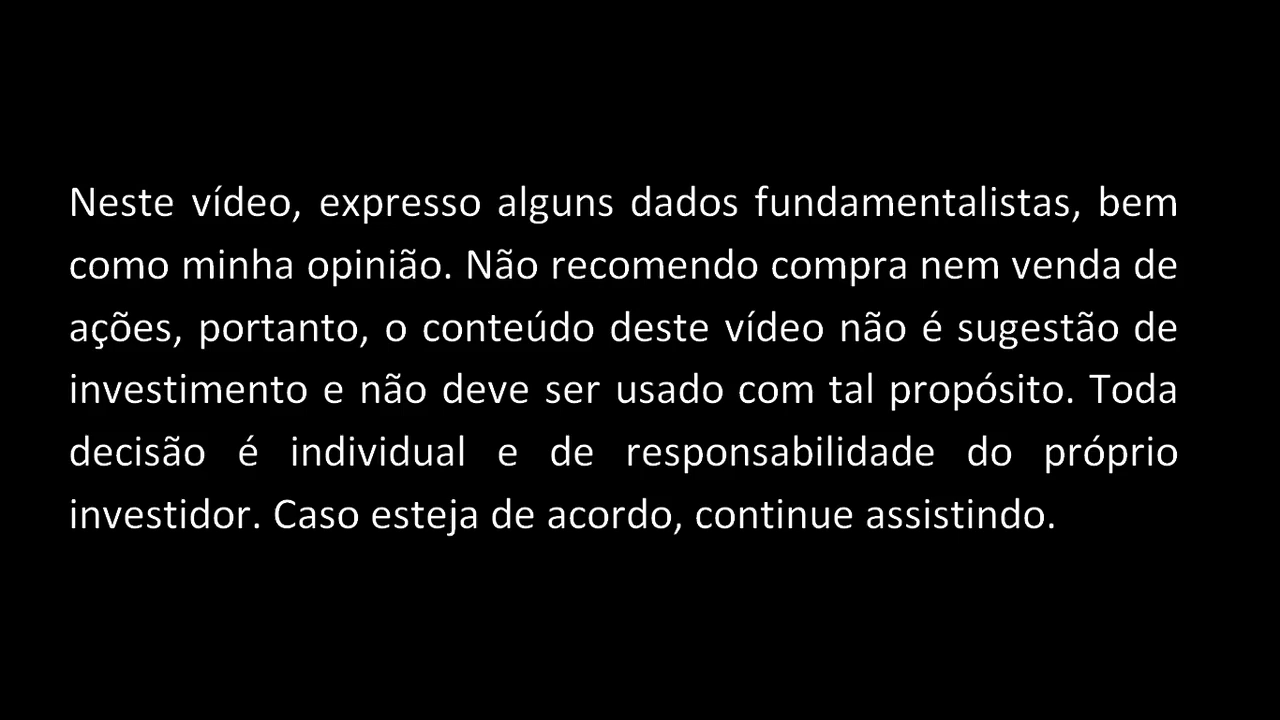 Neste vídeo, expresso alguns dados fundamentalistas, bem
como minha opinião. Não recomendo compra nem venda de
ações, portanto, o conteúdo deste vídeo não é sugestão de
investimento e não deve ser usado com tal propósito. Toda
decisão é individual e de responsabilidade do próprio
investidor. Caso esteja de acordo, continue assistindo.